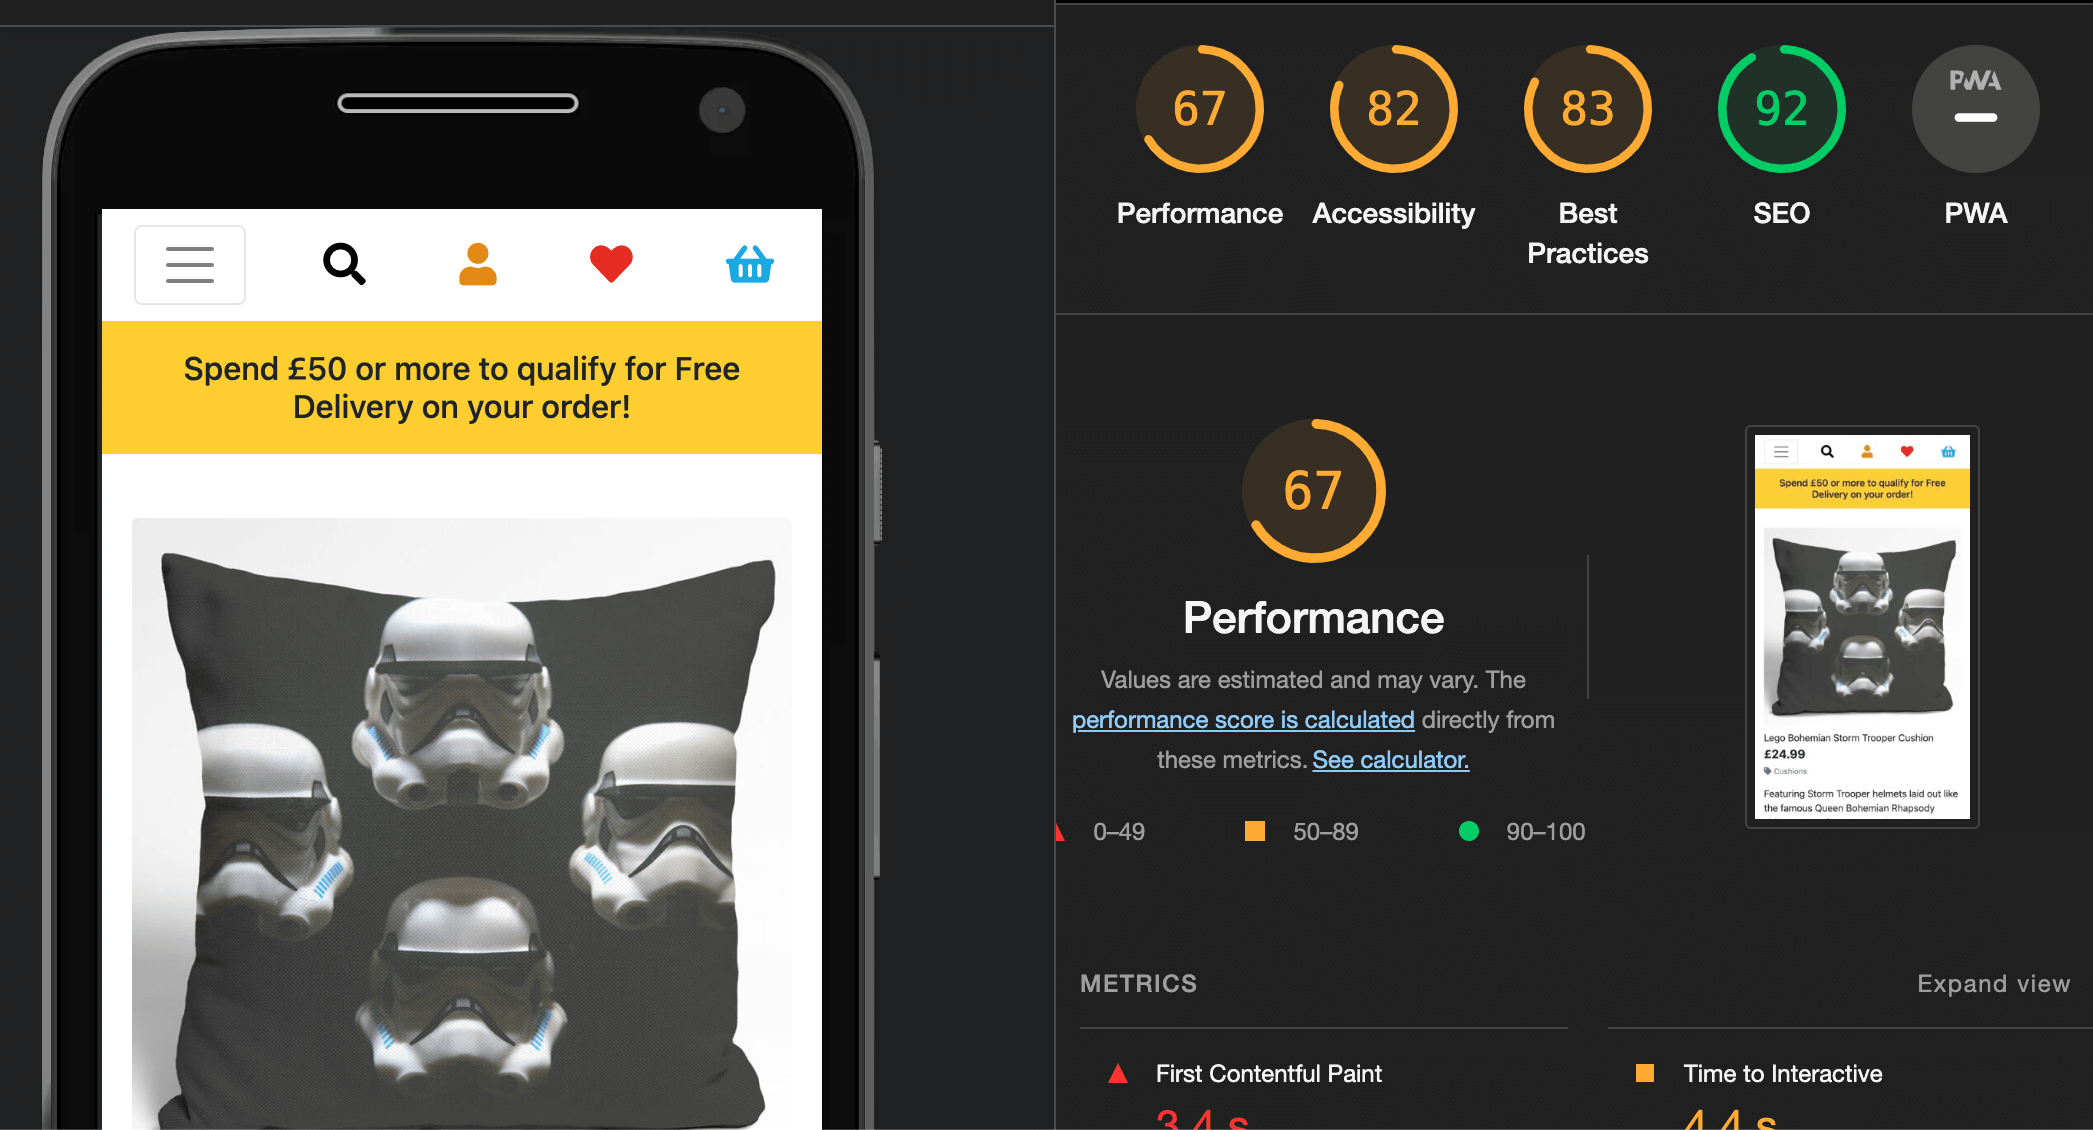 Spend £50 or more to qualify for Free
Delivery on your order!
67
82
83
92
PWA
Performance
Accessibility
Best
Practices
SEO
PWA
67
Performance
Values are estimated and may vary. The
performance score is calculated directly from
these metrics. See calculator.
0–49
50–89
90–100
Spend £50 or more to qualify for Free
Delivery on your order!
Lego Bohemian Storm Trooper Cushion
£24.99
Cushions
Featuring Storm Trooper helmets laid out like
the famous Queen Bohemian Rhapsody
METRICS
Expand view
First Contentful Paint
3.4 s
Time to Interactive
4.4 s